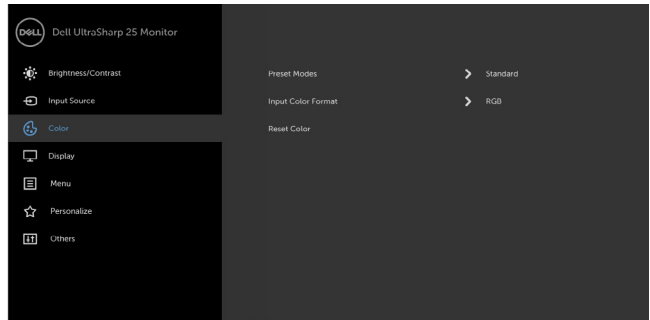 DELL Dell UltraSharp 25 Monitor
Brightness/Contrast
Input Source
Color
Display
Menu
Personalize
Others
Preset Modes Standard
Input Color Format RGB
Reset Color